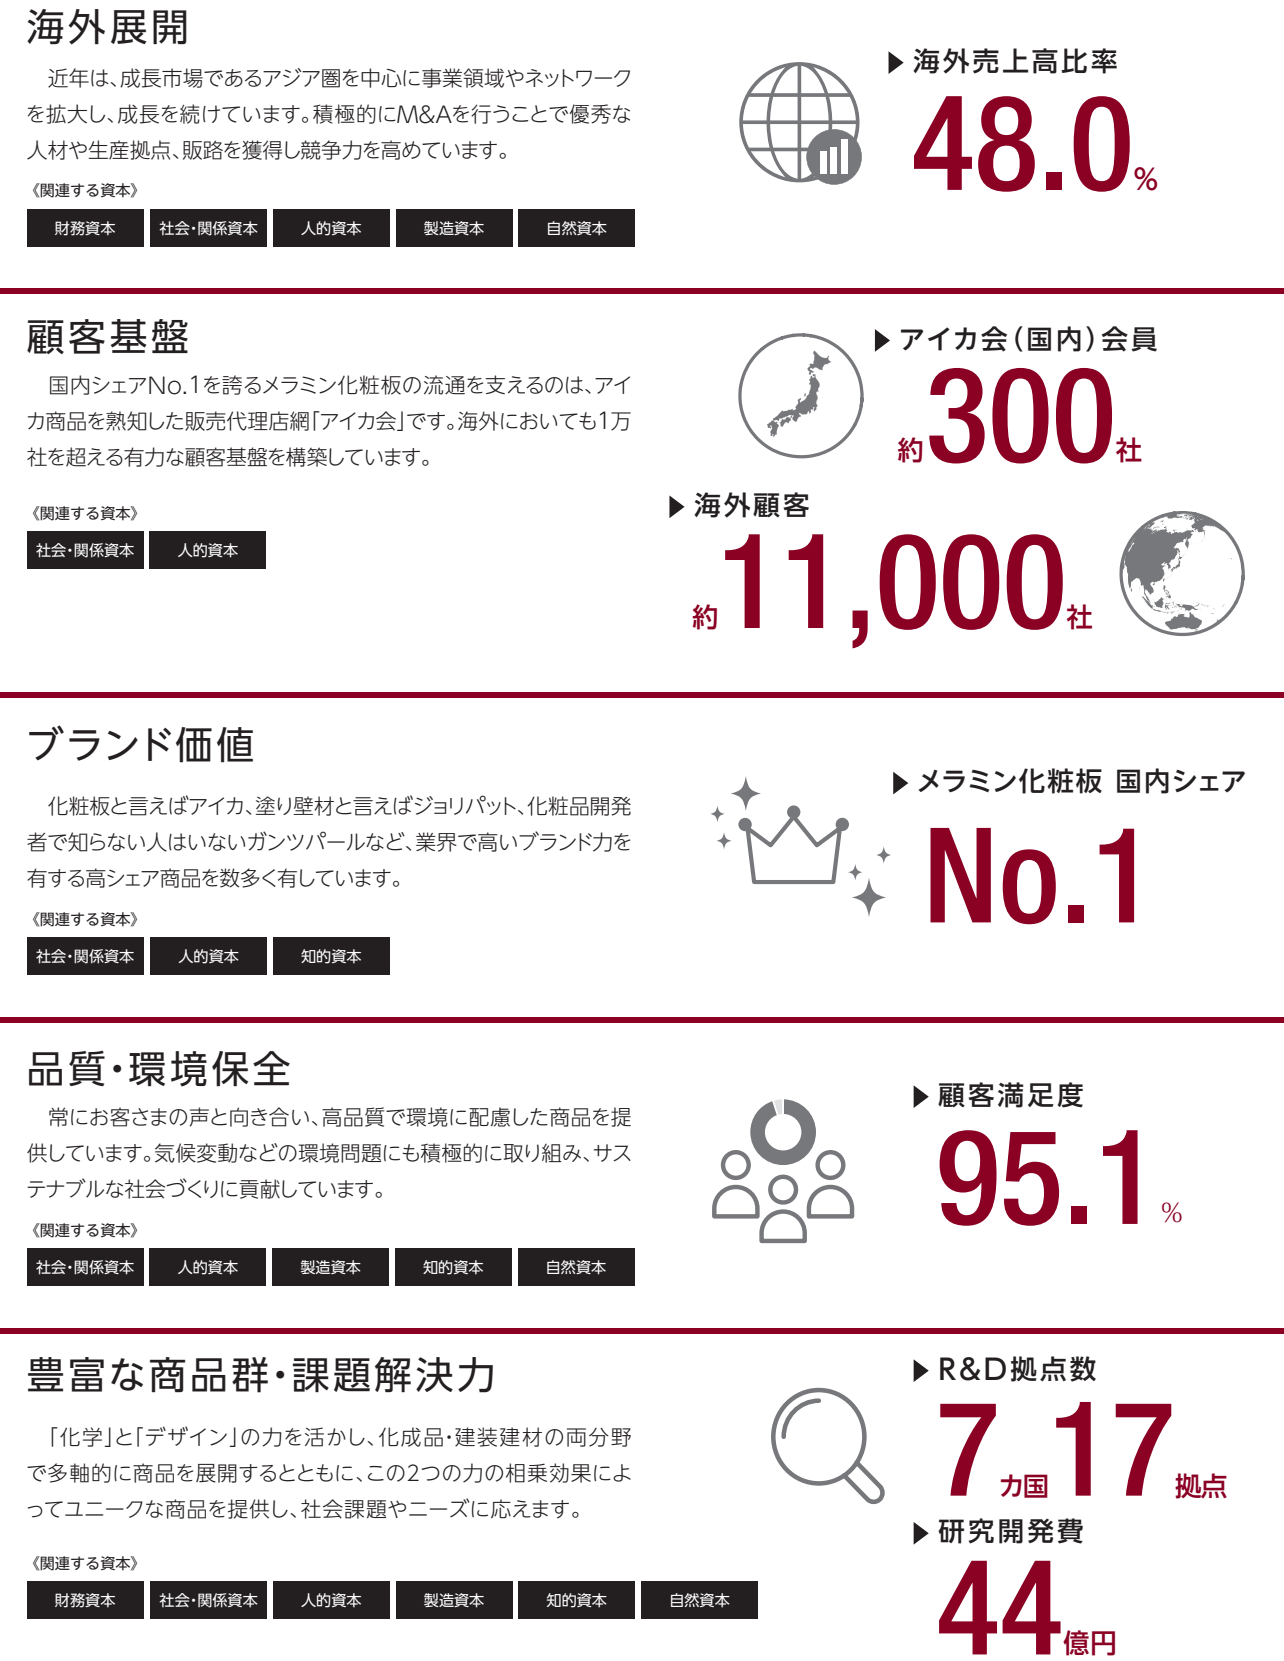 海外展開
近年は、成長市場であるアジア圏を中心に事業領域やネットワーク
を拡大し、成長を続けています。積極的にM&Aを行うことで優秀な
人材や生産拠点、販路を獲得し競争力を高めています。
《関連する資本》
財務資本 社会・関係資本 人的資本 製造資本 自然資本
▶海外売上高比率
48.0%
顧客基盤
国内シェアNo.1を誇るメラミン化粧板の流通を支えるのは、アイ
カ商品を熟知した販売代理店網「アイカ会」です。海外においても1万
社を超える有力な顧客基盤を構築しています。
《関連する資本》
社会・関係資本 人的資本
▶アイカ会（国内）会員
約300社
▶海外顧客
約11,000社
ブランド価値
化粧板と言えばアイカ、塗り壁材と言えばジョリパット、化粧品開発
者で知らない人はいないガンツパールなど、業界で高いブランド力を
有する高シェア商品を数多く有しています。
《関連する資本》
社会・関係資本 人的資本 知的資本
▶メラミン化粧板 国内シェア
No.1
品質・環境保全
常にお客さまの声と向き合い、高品質で環境に配慮した商品を提
供しています。気候変動などの環境問題にも積極的に取り組み、サス
テナブルな社会づくりに貢献しています。
《関連する資本》
社会・関係資本 人的資本 製造資本 知的資本 自然資本
▶顧客満足度
95.1%
豊富な商品群・課題解決力
「化学」と「デザイン」の力を活かし、化成品・建装建材の両分野
で多軸的に商品を展開するとともに、この2つの力の相乗効果によ
ってユニークな商品を提供し、社会課題やニーズに応えます。
《関連する資本》
財務資本 社会・関係資本 人的資本 製造資本 知的資本 自然資本
▶R&D拠点数
7カ国17拠点
▶研究開発費
44億円